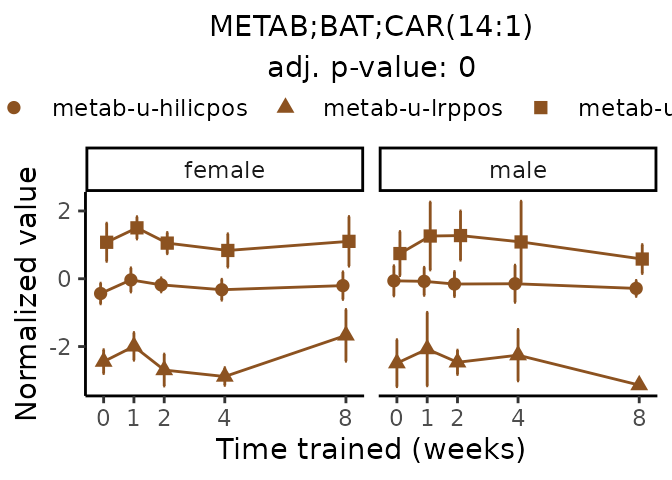 METAB;BAT;CAR(14:1)
adj. p-value: 0
metab-u-hilicpos metab-u-lrppos metab-u
female male
Normalized value
2
0
-2
0 1 2 4 8 0 1 2 4 8
Time trained (weeks)